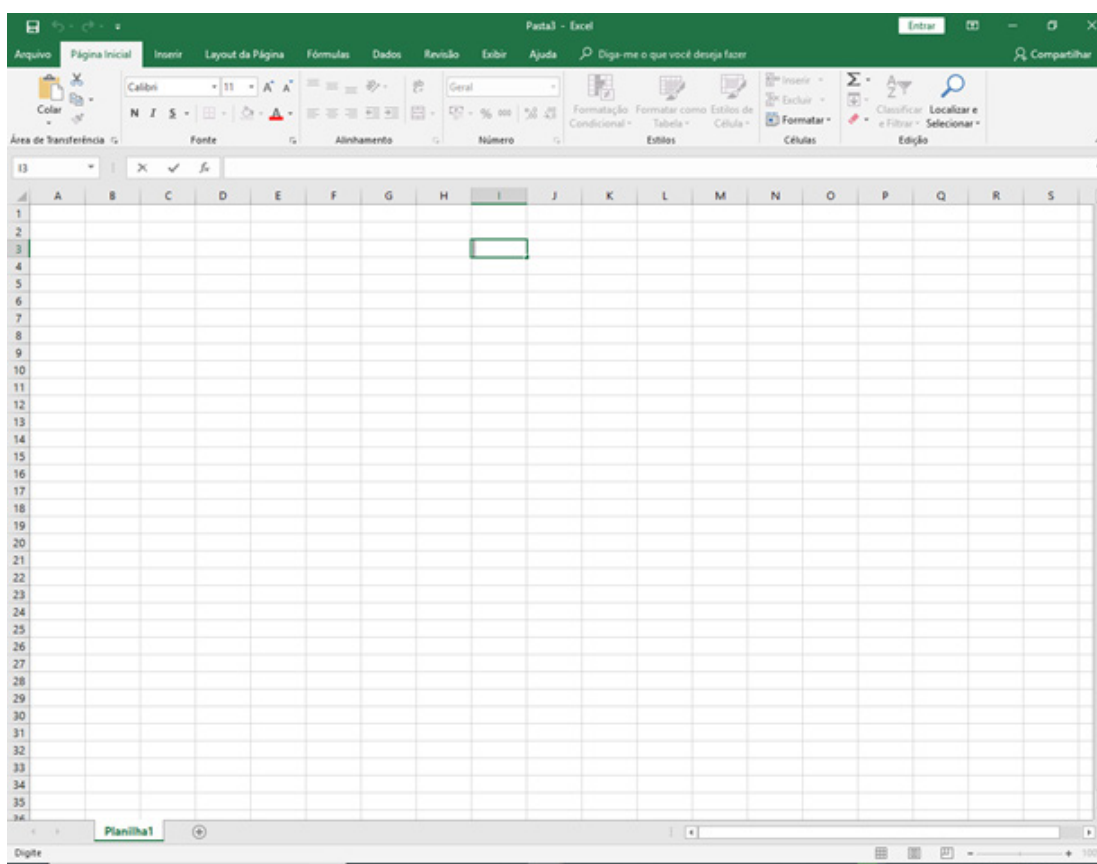 Pasta3 - Excel
Entrar
Arquivo Página Inicial Inserir Layout da Página Fórmulas Dados Revisão Exibir Ajuda Diga-me o que você deseja fazer Compartilhar
Colar
Calibri 11
N I S
A A
A
Geral
% 000
Formatação Condicional
Formatar como Tabela
Estilos de Célula
Inserir
Excluir
Formatar
Σ
Classificar e Filtrar
Localizar e Selecionar
Área de Transferência Fonte Alinhamento Número Estilos Células Edição
I3 fx
A B C D E F G H I J K L M N O P Q R S
1
2
3
4
5
6
7
8
9
10
11
12
13
14
15
16
17
18
19
20
21
22
23
24
25
26
27
28
29
30
31
32
33
34
35
36
Planilha1
Digite
100